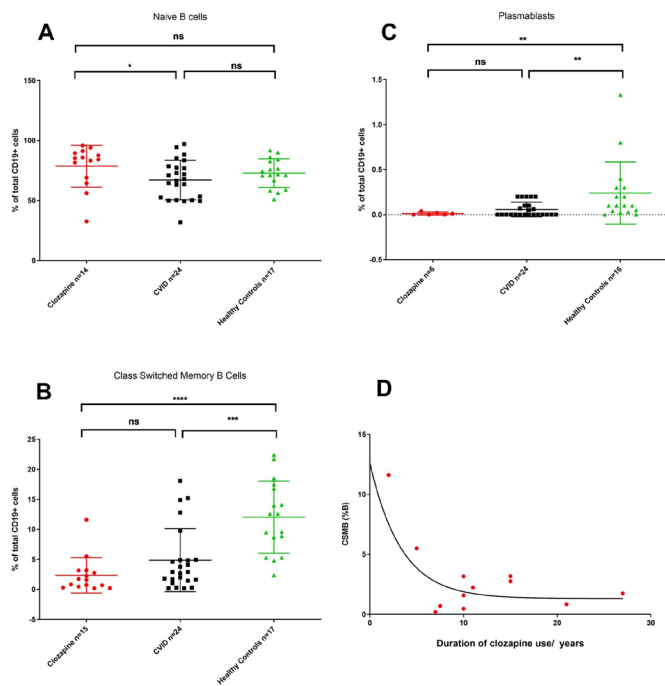 Naive B cells
A
ns
*
ns
% of total CD19+ cells
100
50
0
Clozapine n=14
CVID n=24
Healthy Controls n=17
Plasmablasts
C
**
ns
**
% of total CD19+ cells
1.5
1.0
0.5
0.0
-0.5
Clozapine n=6
CVID n=24
Healthy Controls n=16
Class Switched Memory B Cells
B
****
ns
***
% of total CD19+ cells
25
20
15
10
5
0
5
Clozapine n=15
CVID n=24
Healthy Controls n=17
D
CSMB (%B)
15
10
5
0
0
10
20
30
Duration of clozapine use/ years